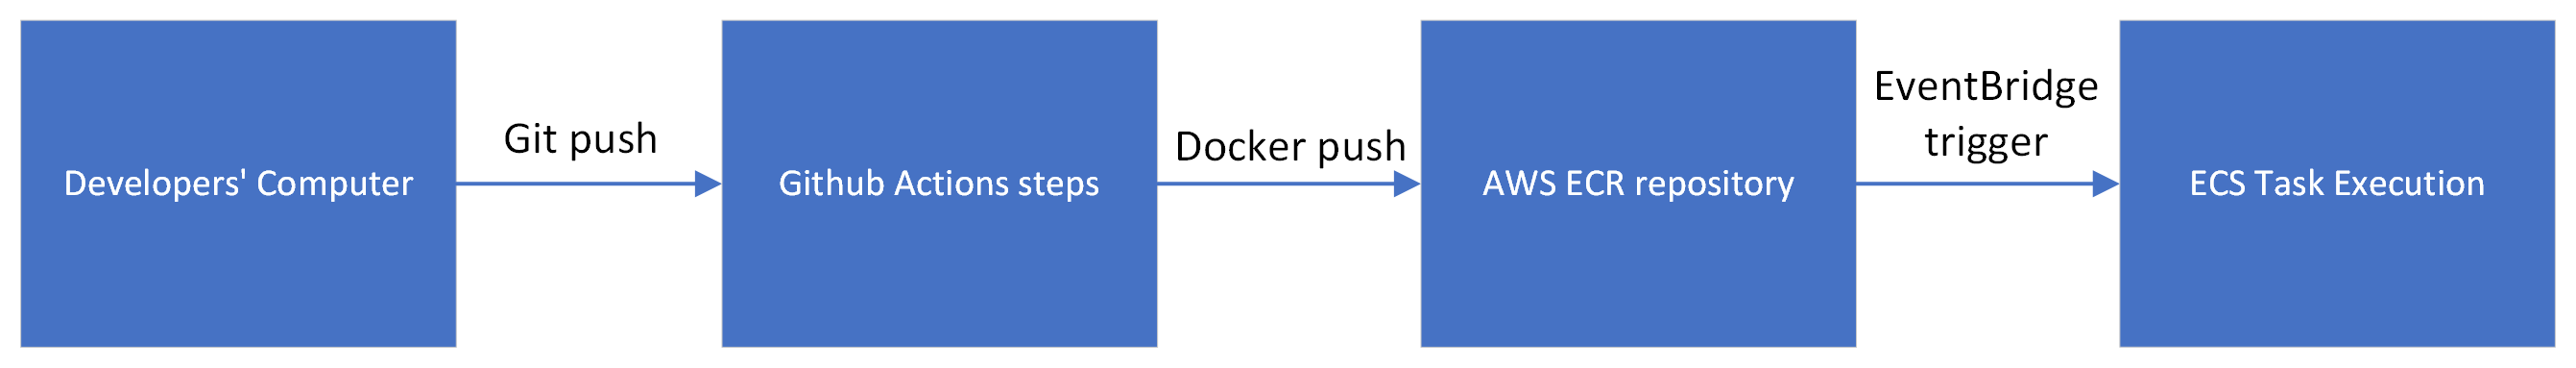 Developers' Computer
Git push
Github Actions steps
Docker push
AWS ECR repository
EventBridge
trigger
ECS Task Execution